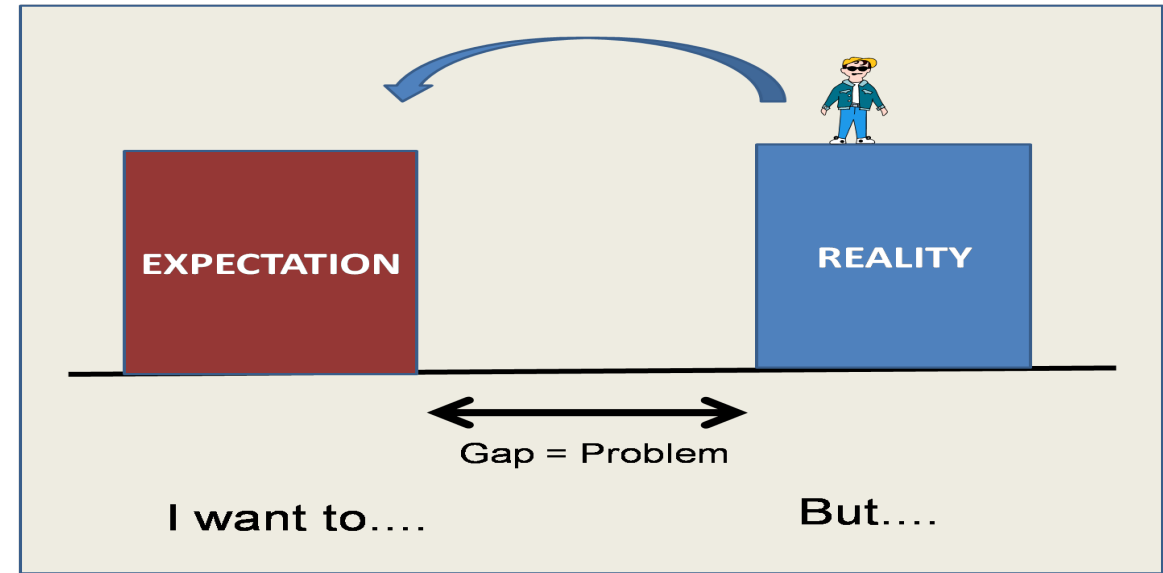 EXPECTATION
REALITY
Gap = Problem
I want to....
But....